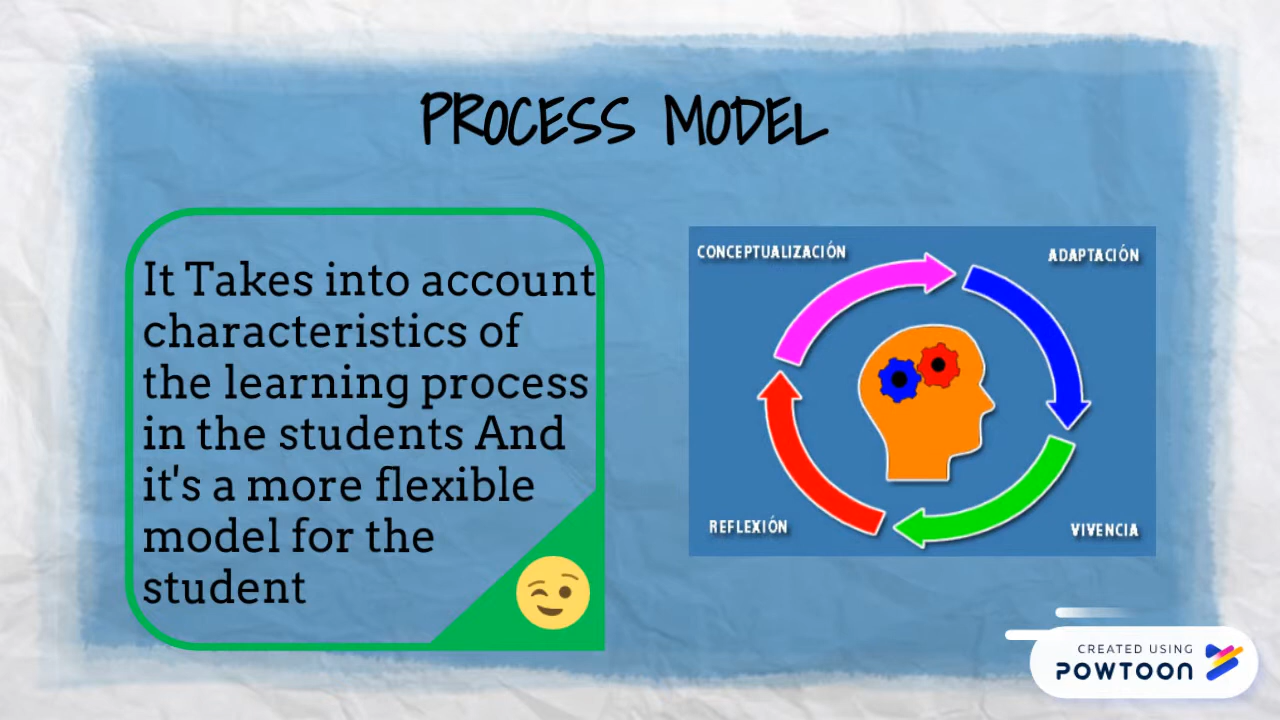 PROCESS MODEL
It Takes into account
characteristics of
the learning process
in the students And
it's a more flexible
model for the
student
CONCEPTUALIZACIÓN
ADAPTACIÓN
REFLEXIÓN
VIVENCIA
CREATED USING
POWTOON